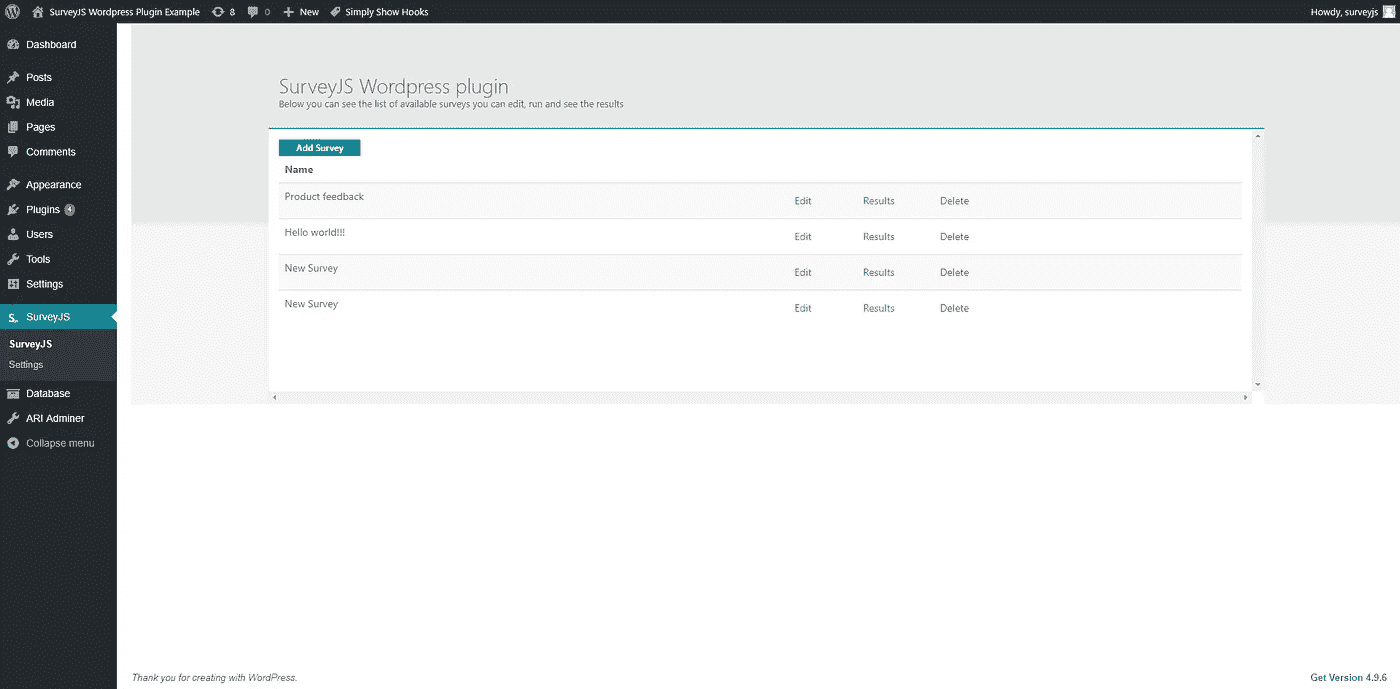 SurveyJS Wordpress Plugin Example 8 0 New Simply Show Hooks Howdy, surveyjs
Dashboard
Posts
Media
Pages
Comments
Appearance
Plugins 4
Users
Tools
Settings
S. SurveyJS
SurveyJS
Settings
Database
ARI Adminer
Collapse menu
SurveyJS Wordpress plugin
Below you can see the list of available surveys you can edit, run and see the results
Add Survey
Name
Product feedback Edit Results Delete
Hello world!!! Edit Results Delete
New Survey Edit Results Delete
New Survey Edit Results Delete
Thank you for creating with WordPress. Get Version 4.9.6